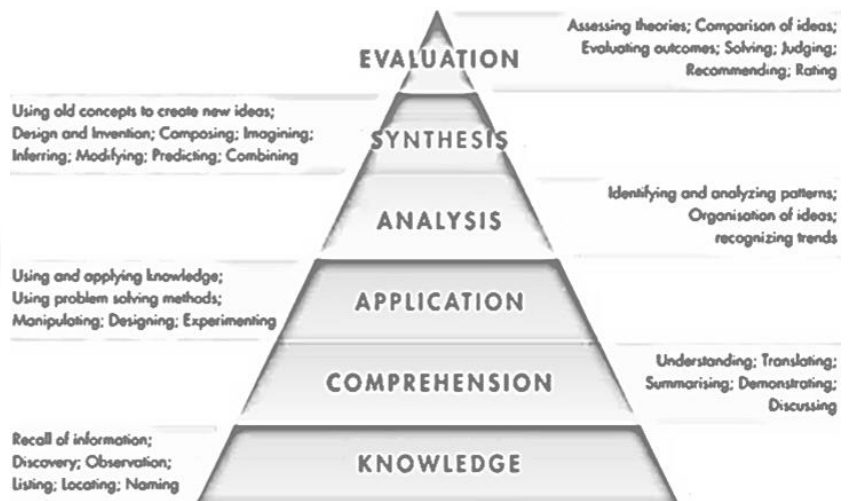 Assessing theories; Comparison of ideas;
Evaluating outcomes; Solving; Judging;
Recommending; Rating
EVALUATION
Using old concepts to create new ideas;
Design and Invention; Composing; Imagining;
Inferring; Modifying; Predicting; Combining
SYNTHESIS
Identifying and analyzing patterns;
Organisation of ideas;
recognizing trends
ANALYSIS
Using and applying knowledge;
Using problem solving methods;
Manipulating; Designing; Experimenting
APPLICATION
Understanding; Translating;
Summarising; Demonstrating;
Discussing
COMPREHENSION
Recall of information;
Discovery; Observation;
Listing; Locating; Naming
KNOWLEDGE